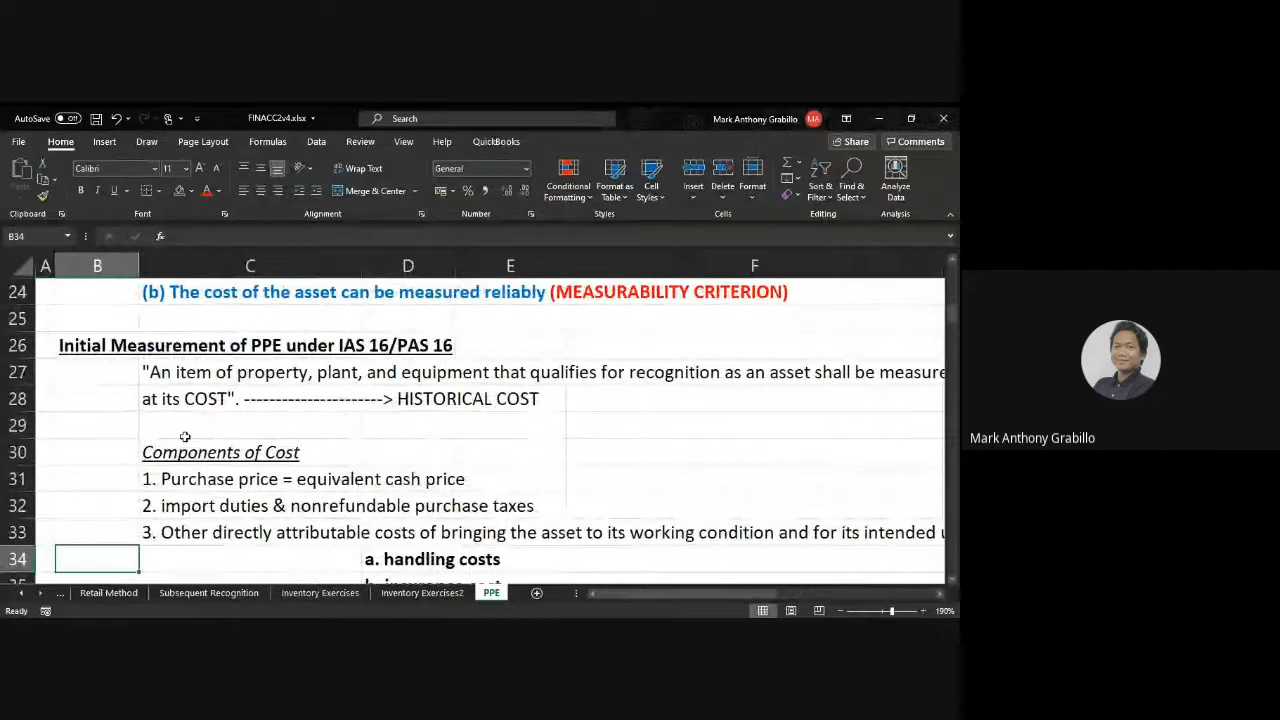 AutoSave Off FINACC2v4.xlsx Search Mark Anthony Grabillo MA
File Home Insert Draw Page Layout Formulas Data Review View Help QuickBooks Share Comments
Paste Calibri 11 A A Wrap Text General Conditional Formatting Format as Table Cell Styles Insert Delete Format Sort & Filter Find & Select Analyze Data
B I U A Merge & Center % 9
Clipboard Font Alignment Number Styles Cells Editing Analysis
B34 fx
A B C D E F
24 (b) The cost of the asset can be measured reliably (MEASURABILITY CRITERION)
25
26 Initial Measurement of PPE under IAS 16/PAS 16
27 "An item of property, plant, and equipment that qualifies for recognition as an asset shall be measure
28 at its COST". ----------------------> HISTORICAL COST
29
30 Components of Cost
31 1. Purchase price = equivalent cash price
32 2. import duties & nonrefundable purchase taxes
33 3. Other directly attributable costs of bringing the asset to its working condition and for its intended
34 a. handling costs
... Retail Method Subsequent Recognition Inventory Exercises Inventory Exercises2 PPE
Ready 190%
Mark Anthony Grabillo